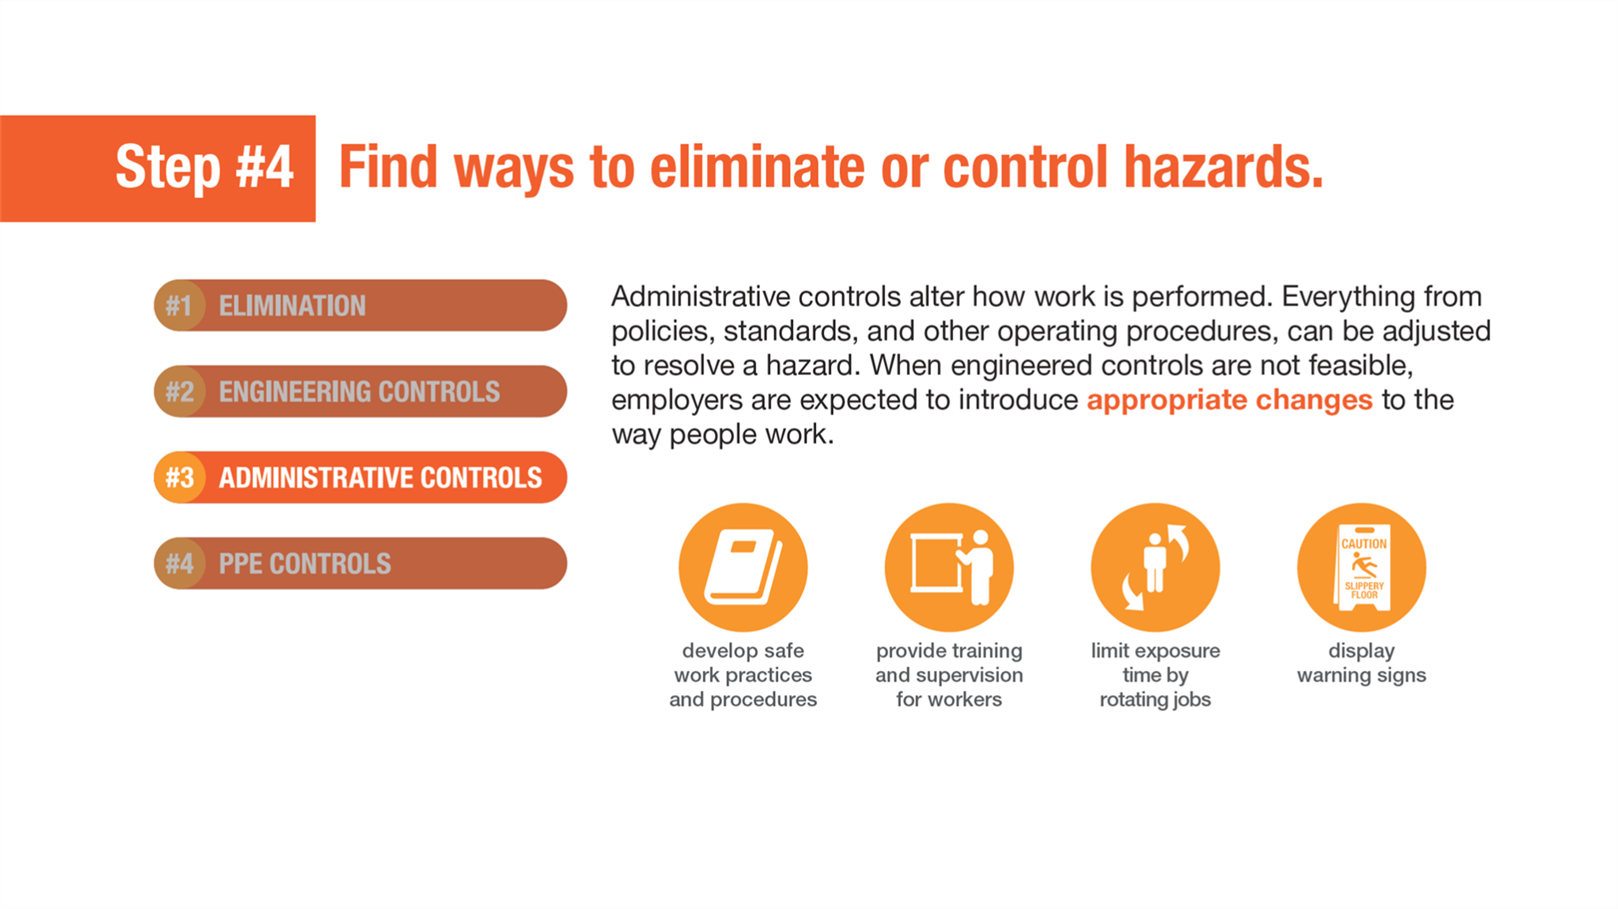 Step #4 Find ways to eliminate or control hazards.
#1 ELIMINATION
#2 ENGINEERING CONTROLS
#3 ADMINISTRATIVE CONTROLS
#4 PPE CONTROLS
Administrative controls alter how work is performed. Everything from
policies, standards, and other operating procedures, can be adjusted
to resolve a hazard. When engineered controls are not feasible,
employers are expected to introduce appropriate changes to the
way people work.
develop safe
work practices
and procedures
provide training
and supervision
for workers
limit exposure
time by
rotating jobs
CAUTION
SLIPPERY
FLOOR
display
warning signs